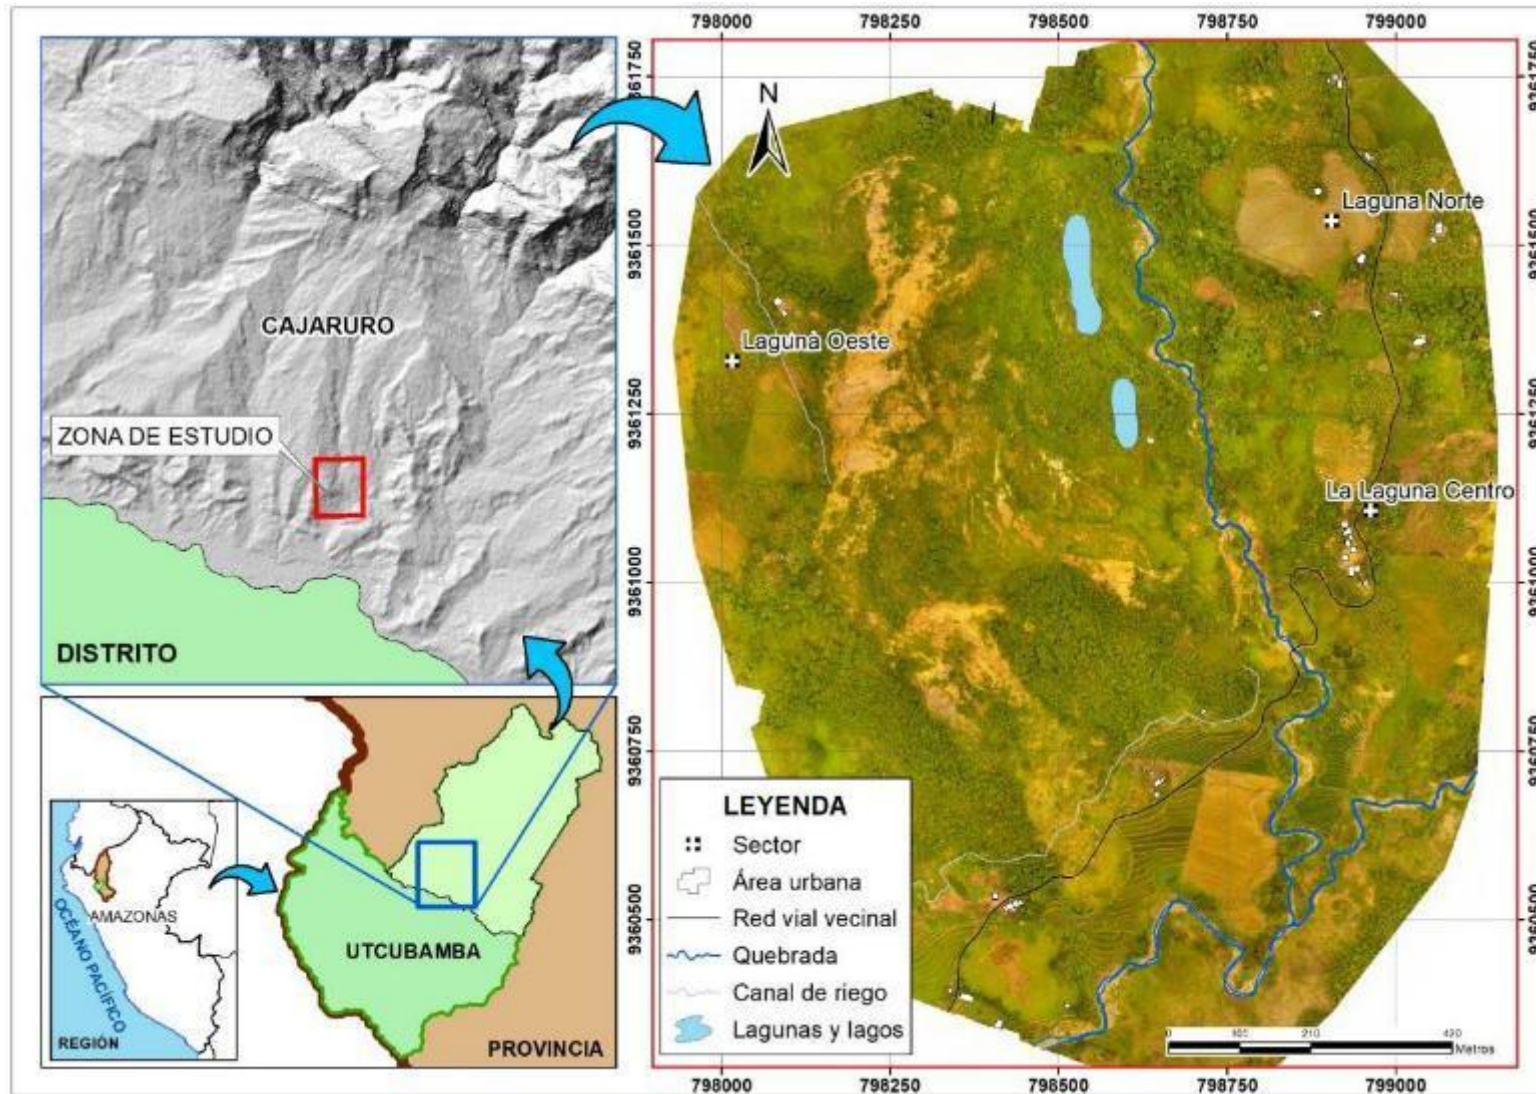 798000 798250 798500 798750 799000
9361750
9361500
9361250
9361000
9360750
9360500
N
Laguna Norte
Laguna Oeste
La Laguna Centro
CAJARURO
ZONA DE ESTUDIO
DISTRITO
AMAZONAS
OCÉANO PACÍFICO
REGIÓN
UTCUBAMBA
PROVINCIA
LEYENDA
Sector
Área urbana
Red vial vecinal
Quebrada
Canal de riego
Lagunas y lagos
0 210
Metros
798000 798250 798500 798750 799000